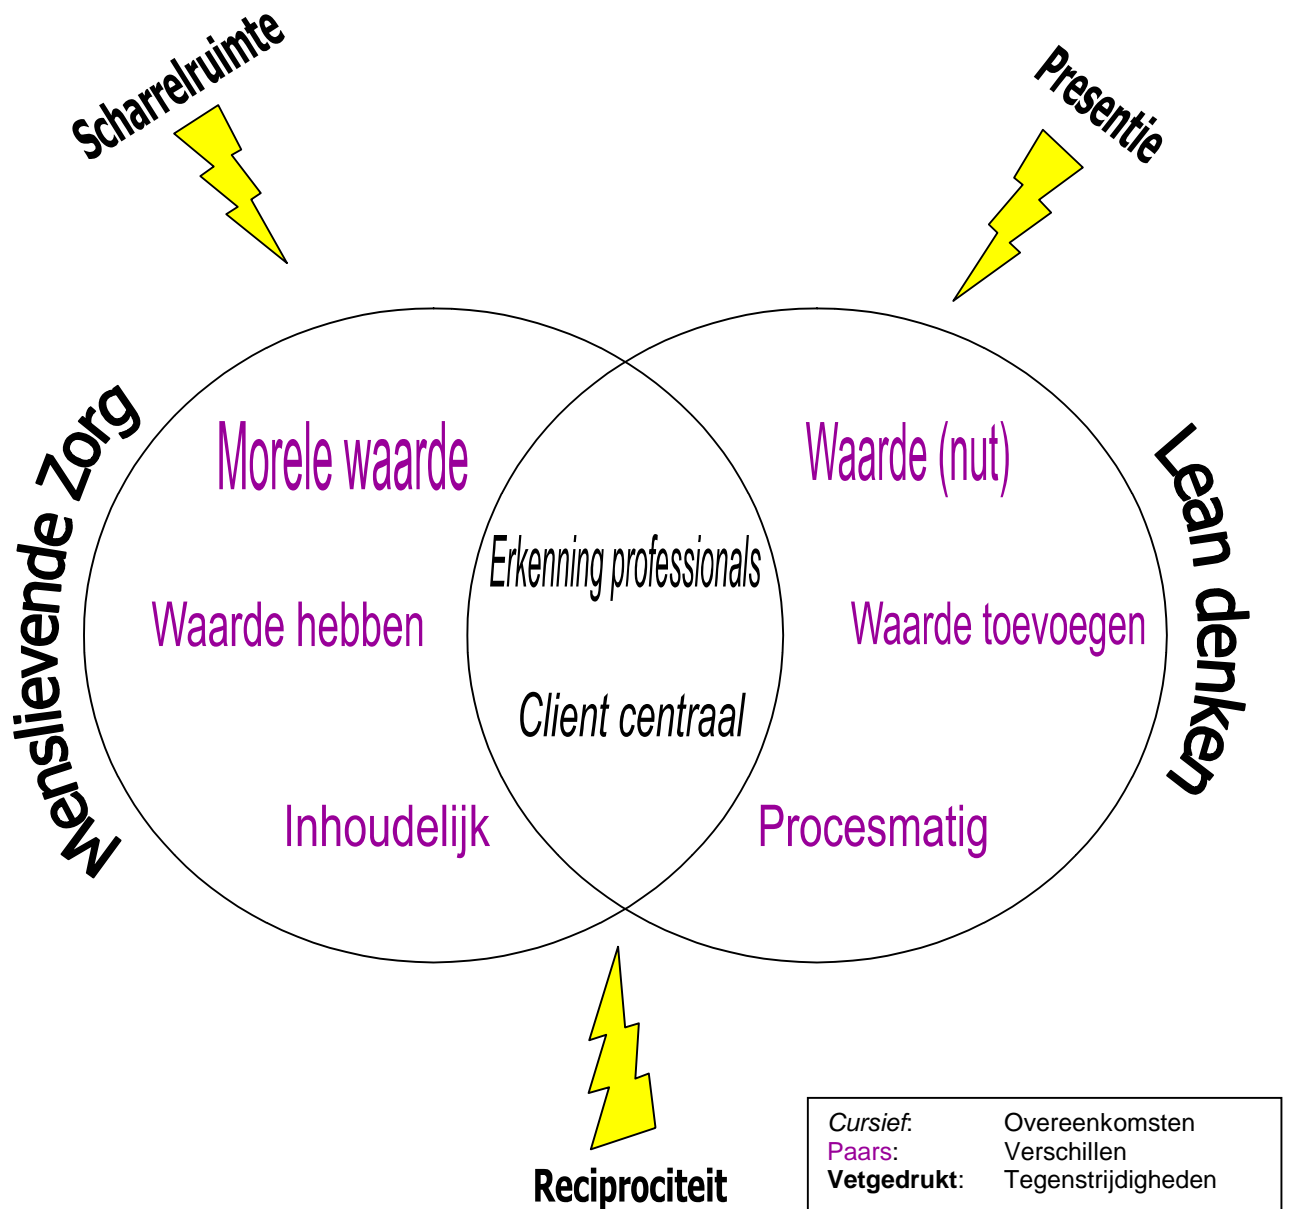 Scharrelruimte
Presentie
Menslievende Zorg
Lean denken
Morele waarde
Waarde (nut)
Erkenning professionals
Waarde hebben
Waarde toevoegen
Client centraal
Inhoudelijk
Procesmatig
Reciprociteit
Cursief: Overeenkomsten
Paars: Verschillen
Vetgedrukt: Tegenstrijdigheden